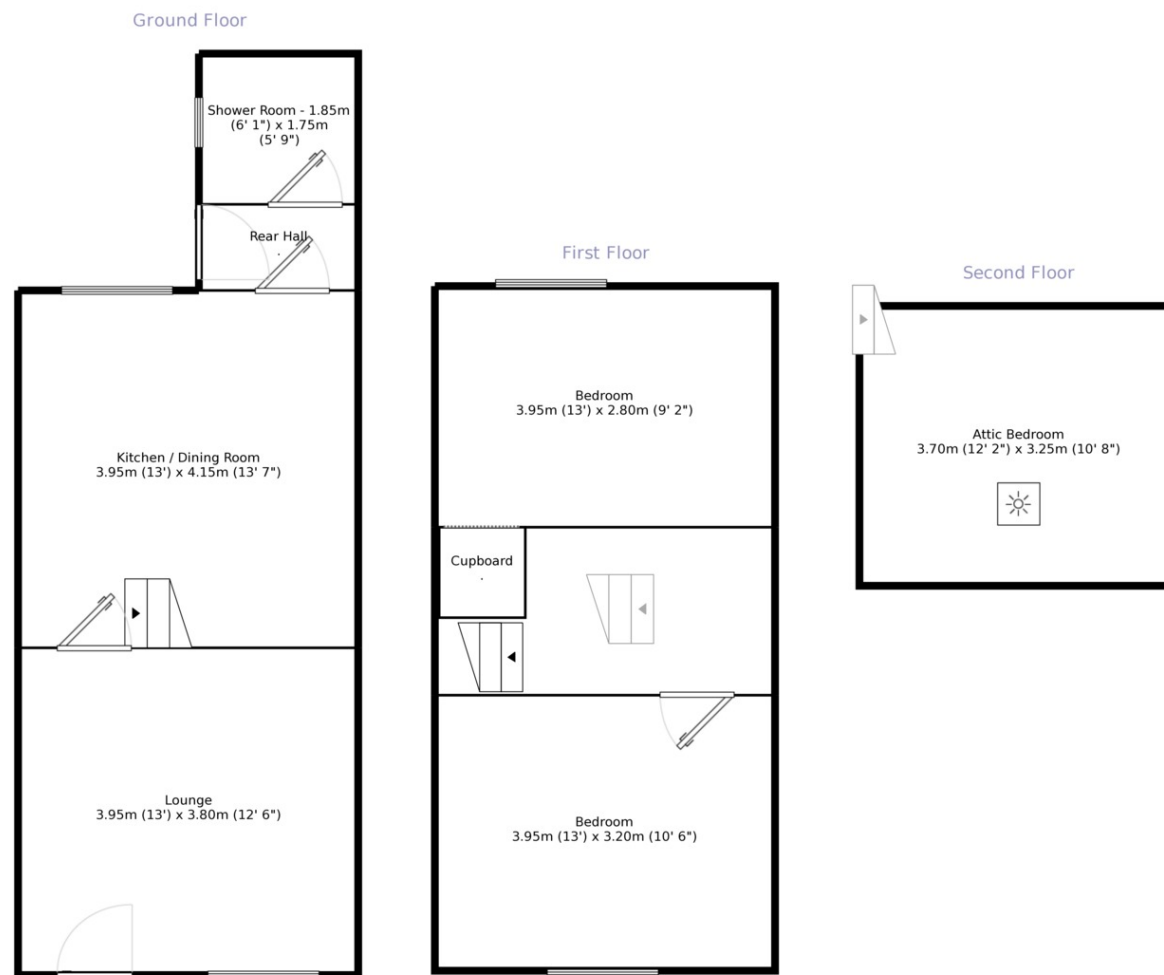 Ground Floor
Shower Room - 1.85m
(6' 1") x 1.75m
(5' 9")
Rear Hall
.
Kitchen / Dining Room
3.95m (13') x 4.15m (13' 7")
Lounge
3.95m (13') x 3.80m (12' 6")
First Floor
Bedroom
3.95m (13') x 2.80m (9' 2")
Cupboard
.
Bedroom
3.95m (13') x 3.20m (10' 6")
Second Floor
Attic Bedroom
3.70m (12' 2") x 3.25m (10' 8")